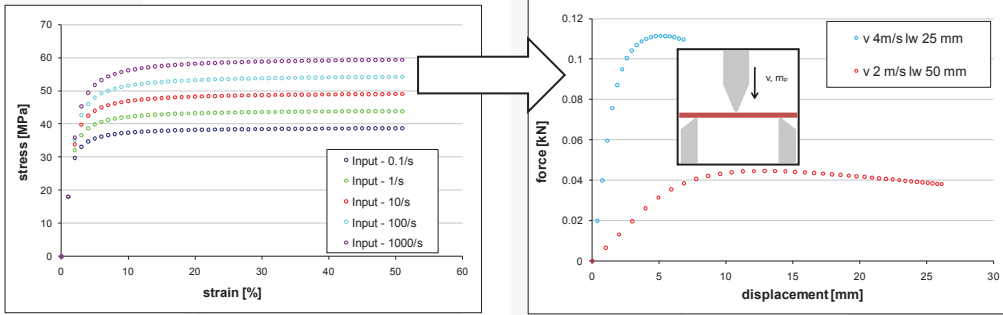 70
60
50
40
30
20
10
0
stress [MPa]
0 10 20 30 40 50 60
strain [%]
Input - 0.1/s
Input - 1/s
Input - 10/s
Input - 100/s
Input - 1000/s
0.12
0.1
0.08
0.06
0.04
0.02
0
force [kN]
0 5 10 15 20 25 30
displacement [mm]
v 4m/s lw 25 mm
v 2 m/s lw 50 mm
v, mₚ